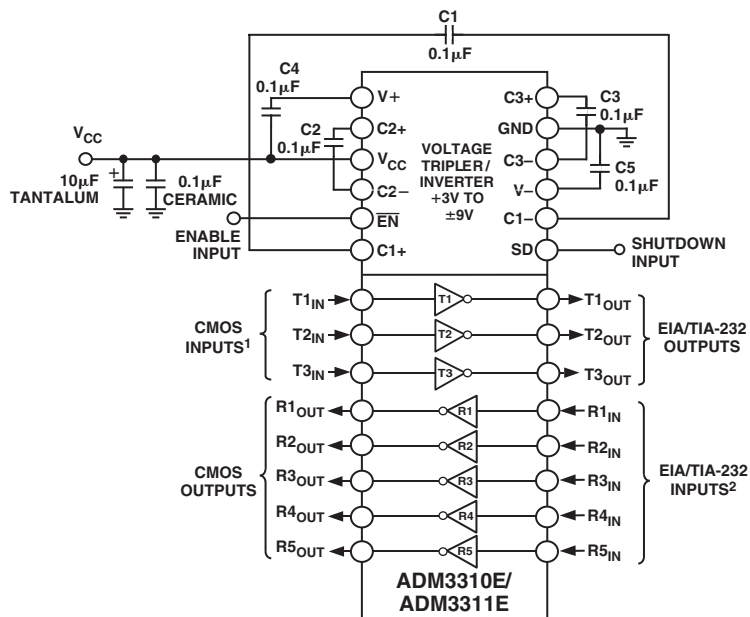 C1
0.1µF
C4
0.1µF
V+
C3+
C3
0.1µF
C2
0.1µF
C2+
GND
VCC
VCC
VOLTAGE
TRIPLER/
INVERTER
+3V TO
±9V
C3–
C5
0.1µF
+
10µF
TANTALUM
0.1µF
CERAMIC
C2–
V–
EN
C1–
ENABLE
INPUT
C1+
SD
SHUTDOWN
INPUT
CMOS
INPUTS1
T1IN
T1
T1OUT
T2IN
T2
T2OUT
T3IN
T3
T3OUT
EIA/TIA-232
OUTPUTS
CMOS
OUTPUTS
R1OUT
R1
R1IN
R2OUT
R2
R2IN
R3OUT
R3
R3IN
R4OUT
R4
R4IN
R5OUT
R5
R5IN
EIA/TIA-232
INPUTS2
ADM3310E/
ADM3311E